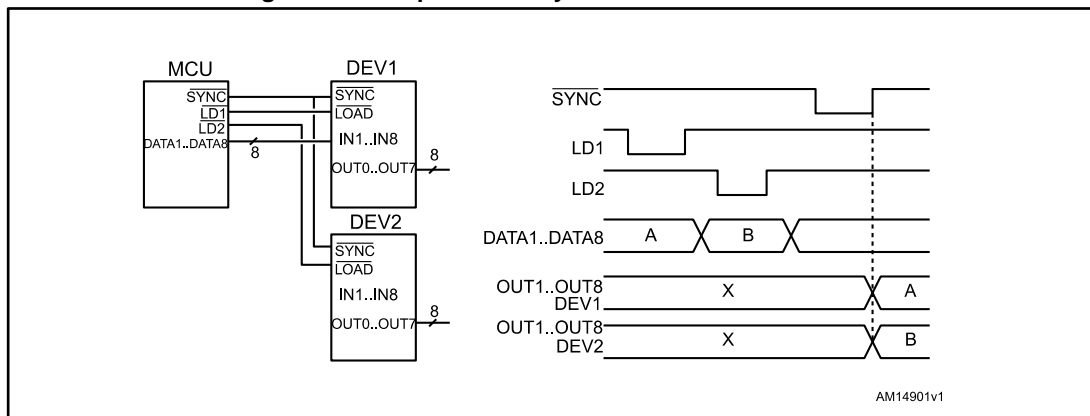 MCU
SYNC
LD1
LD2
DATA1..DATA8
8
DEV1
SYNC
LOAD
IN1..IN8
OUT0..OUT7
8
DEV2
SYNC
LOAD
IN1..IN8
OUT0..OUT7
8
SYNC
LD1
LD2
DATA1..DATA8
A
B
OUT1..OUT8
DEV1
X
A
OUT1..OUT8
DEV2
X
B
AM14901v1